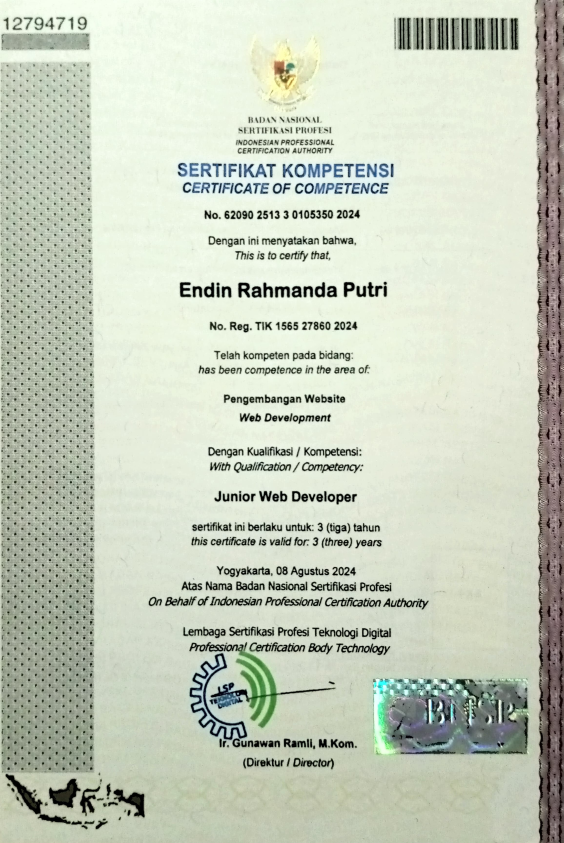 12794719
BADAN NASIONAL
SERTIFIKASI PROFESI
INDONESIAN PROFESSIONAL
CERTIFICATION AUTHORITY
SERTIFIKAT KOMPETENSI
CERTIFICATE OF COMPETENCE
No. 62090 2513 3 0105350 2024
Dengan ini menyatakan bahwa,
This is to certify that,
Endin Rahmanda Putri
No. Reg. TIK 1565 27860 2024
Telah kompeten pada bidang:
has been competence in the area of:
Pengembangan Website
Web Development
Dengan Kualifikasi / Kompetensi:
With Qualification / Competency:
Junior Web Developer
sertifikat ini berlaku untuk: 3 (tiga) tahun
this certificate is valid for: 3 (three) years
Yogyakarta, 08 Agustus 2024
Atas Nama Badan Nasional Sertifikasi Profesi
On Behalf of Indonesian Professional Certification Authority
Lembaga Sertifikasi Profesi Teknologi Digital
Professional Certification Body Technology
LSP
TEKNOLOGI
DIGITAL
BNSP
Ir. Gunawan Ramli, M.Kom.
(Direktur / Director)